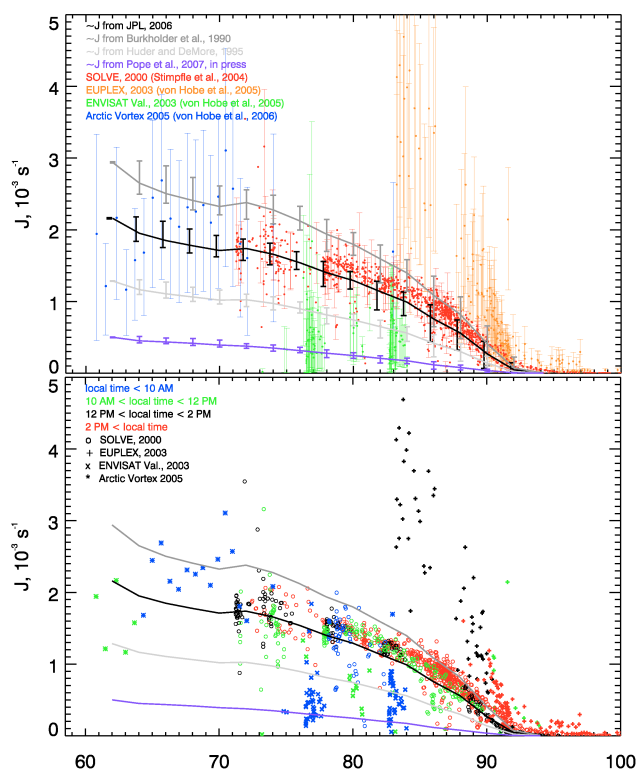 5
~J from JPL, 2006
~J from Burkholder et al., 1990
~J from Huder and DeMore, 1995
~J from Pope et al., 2007, in press
4
SOLVE, 2000 (Stimpfle et al., 2004)
EUPLEX, 2003 (von Hobe et al., 2005)
ENVISAT Val., 2003 (von Hobe et al., 2005)
Arctic Vortex 2005 (von Hobe et al., 2006)
3
J, 10⁻³ s⁻¹
2
1
0
local time < 10 AM
10 AM < local time < 12 PM
12 PM < local time < 2 PM
5
2 PM < local time
SOLVE, 2000
EUPLEX, 2003
4
ENVISAT Val., 2003
Arctic Vortex 2005
3
J, 10⁻³ s⁻¹
2
1
0
60 70 80 90 100